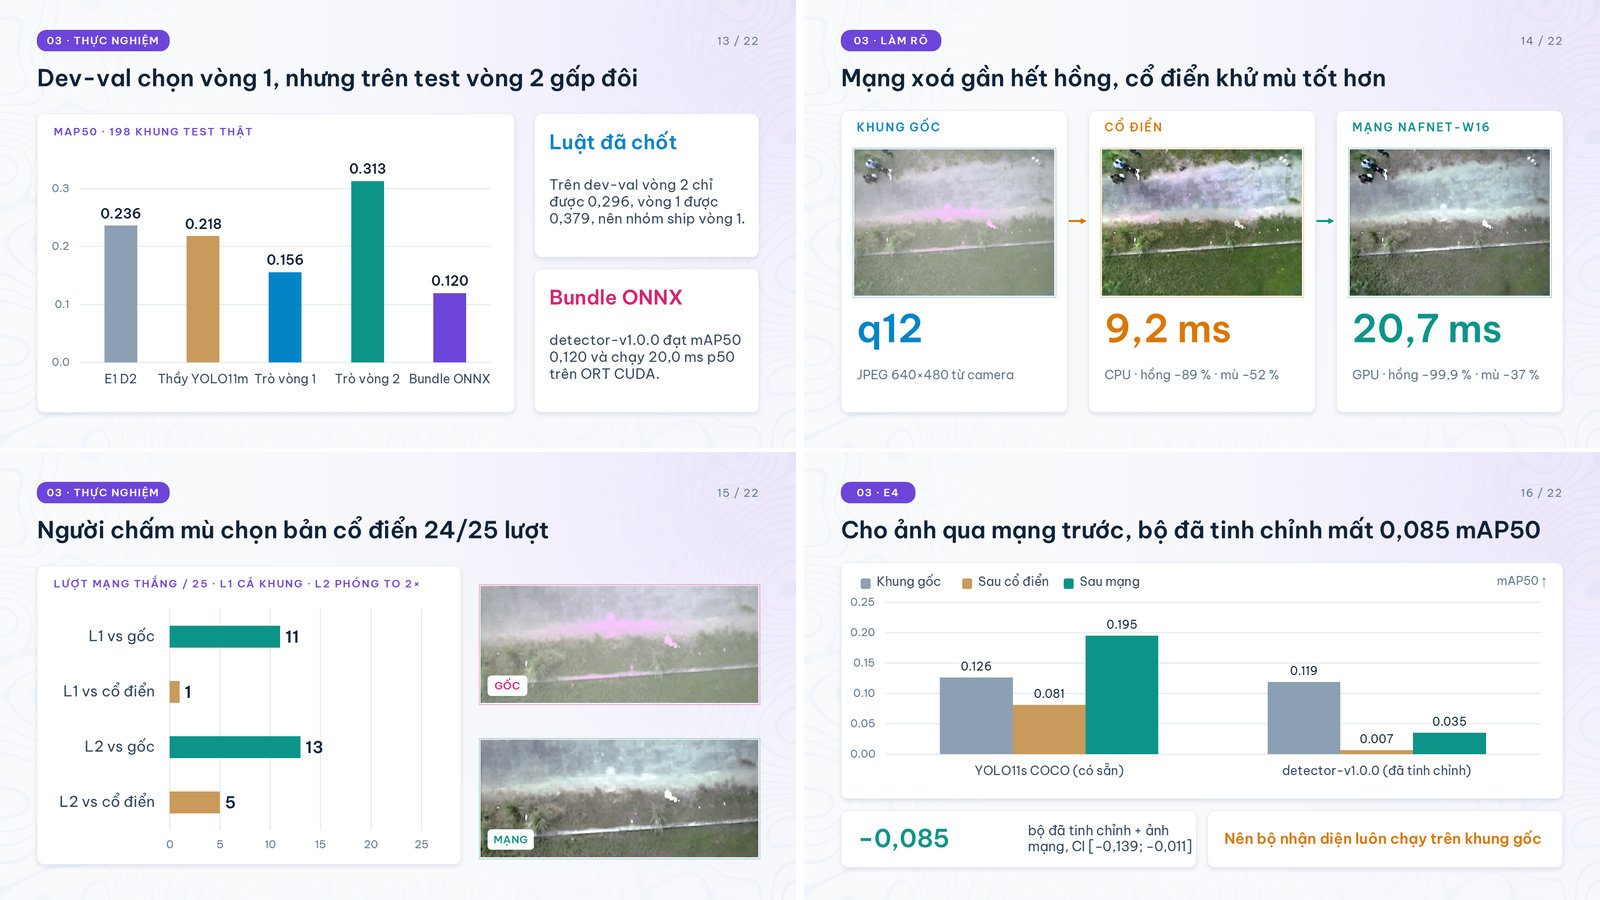 03 · THỰC NGHIỆM
13 / 22
Dev-val chọn vòng 1, nhưng trên test vòng 2 gấp đôi
MAP50 · 198 KHUNG TEST THẬT
0.3
0.2
0.1
0.0
0.236
0.218
0.156
0.313
0.120
E1 D2
Thầy YOLO11m
Trò vòng 1
Trò vòng 2
Bundle ONNX
Luật đã chốt
Trên dev-val vòng 2 chỉ
được 0,296, vòng 1 được
0,379, nên nhóm ship vòng 1.
Bundle ONNX
detector-v1.0.0 đạt mAP50
0,120 và chạy 20,0 ms p50
trên ORT CUDA.
03 · LÀM RÕ
14 / 22
Mạng xoá gần hết hồng, cổ điển khử mù tốt hơn
KHUNG GỐC
q12
JPEG 640×480 từ camera
CỔ ĐIỂN
9,2 ms
CPU · hồng −89 % · mù −52 %
MẠNG NAFNET-W16
20,7 ms
GPU · hồng −99,9 % · mù −37 %
03 · THỰC NGHIỆM
15 / 22
Người chấm mù chọn bản cổ điển 24/25 lượt
LƯỢT MẠNG THẮNG / 25 · L1 CẢ KHUNG · L2 PHÓNG TO 2×
L1 vs gốc
11
L1 vs cổ điển
1
L2 vs gốc
13
L2 vs cổ điển
5
0
5
10
15
20
25
GỐC
MẠNG
03 · E4
16 / 22
Cho ảnh qua mạng trước, bộ đã tinh chỉnh mất 0,085 mAP50
Khung gốc
Sau cổ điển
Sau mạng
mAP50 ↑
0.25
0.20
0.15
0.10
0.05
0.00
0.126
0.081
0.195
0.119
0.007
0.035
YOLO11s COCO (có sẵn)
detector-v1.0.0 (đã tinh chỉnh)
−0,085
bộ đã tinh chỉnh + ảnh
mạng, CI [−0,139; −0,011]
Nên bộ nhận diện luôn chạy trên khung gốc